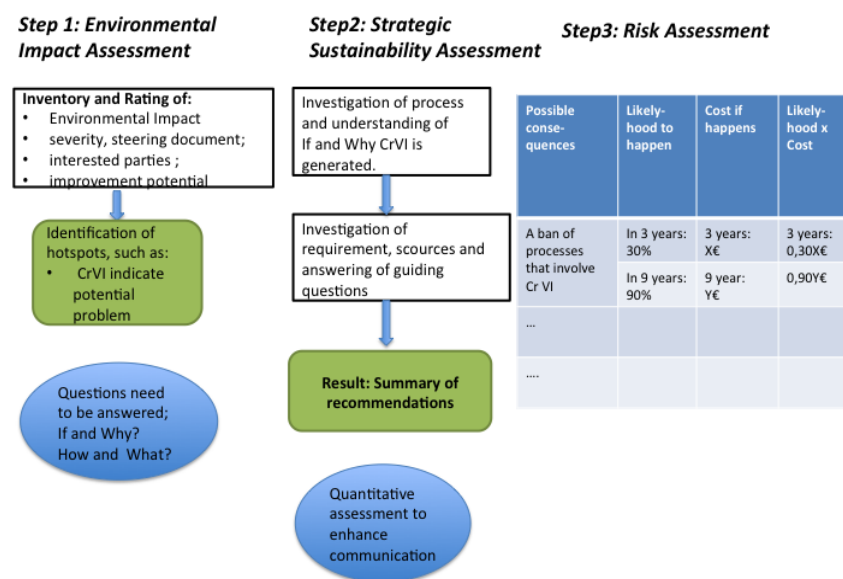 Step 1: Environmental
Impact Assessment
Inventory and Rating of:
• Environmental Impact
• severity, steering document;
• interested parties ;
• improvement potential
Identification of
hotspots, such as:
• CrVI indicate
potential
problem
Questions need
to be answered;
If and Why?
How and What?
Step2: Strategic
Sustainability Assessment
Investigation of process
and understanding of
If and Why CrVI is
generated.
Investigation of
requirement, scources and
answering of guiding
questions
Result: Summary of
recommendations
Quantitative
assessment to
enhance
communication
Step3: Risk Assessment
Possible
conse-
quences
Likely-
hood to
happen
Cost if
happens
Likely-
hood x
Cost
A ban of
processes
that involve
Cr VI
In 3 years:
30%
3 years:
X€
3 years:
0,30X€
In 9 years:
90%
9 year:
Y€
0,90Y€
...
....